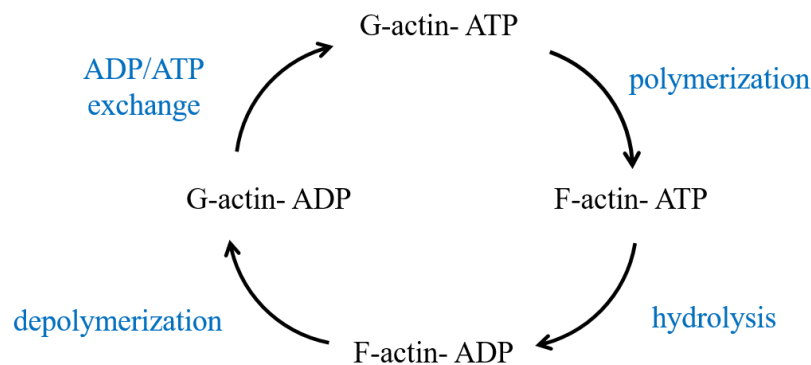 G-actin- ATP
ADP/ATP
exchange
polymerization
G-actin- ADP
F-actin- ATP
depolymerization
hydrolysis
F-actin- ADP